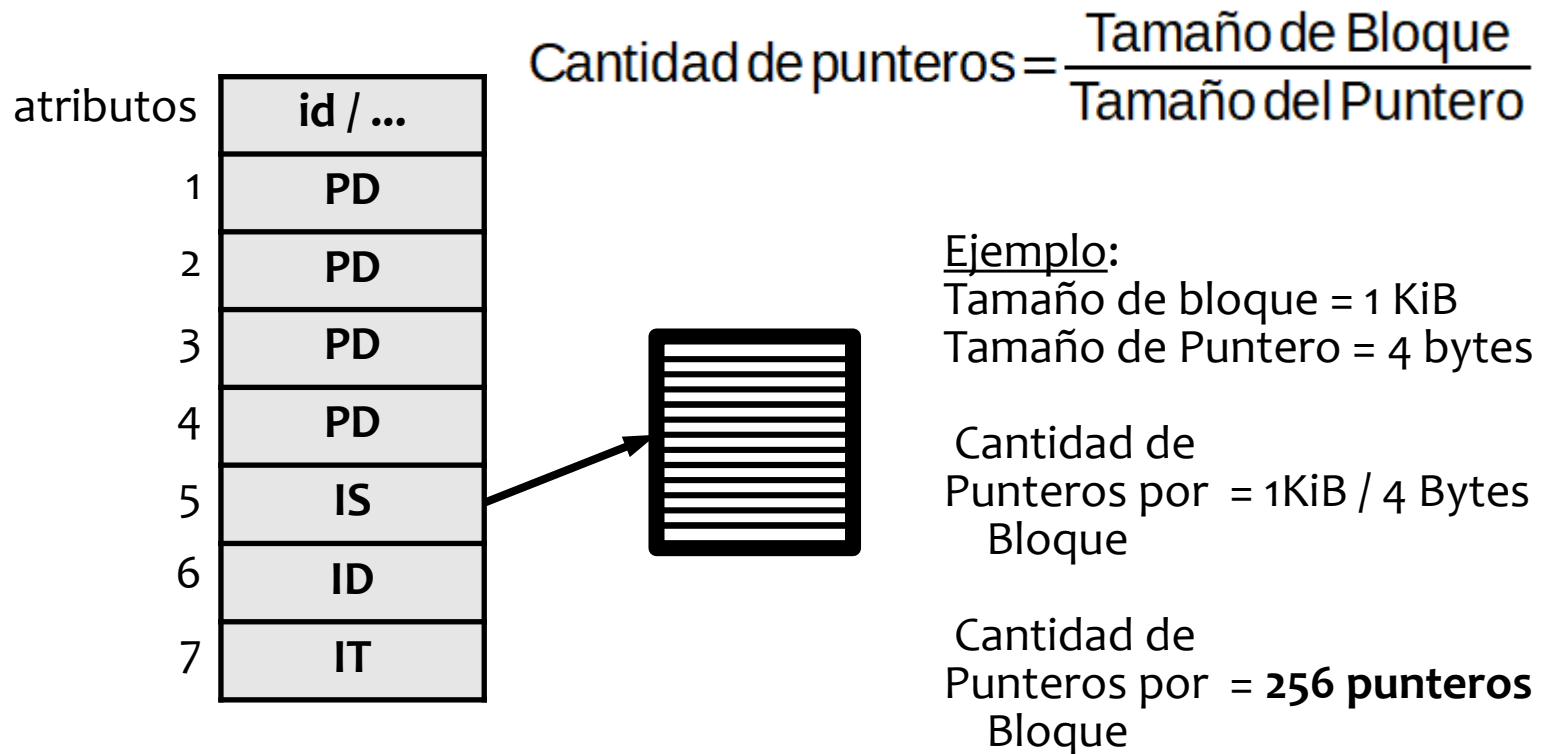 Cantidad de punteros = Tamaño de Bloque
Tamaño del Puntero
atributos id / ...
1 PD
2 PD
3 PD
4 PD
5 IS
6 ID
7 IT
Ejemplo:
Tamaño de bloque = 1 KiB
Tamaño de Puntero = 4 bytes
Cantidad de
Punteros por = 1KiB / 4 Bytes
Bloque
Cantidad de
Punteros por = 256 punteros
Bloque